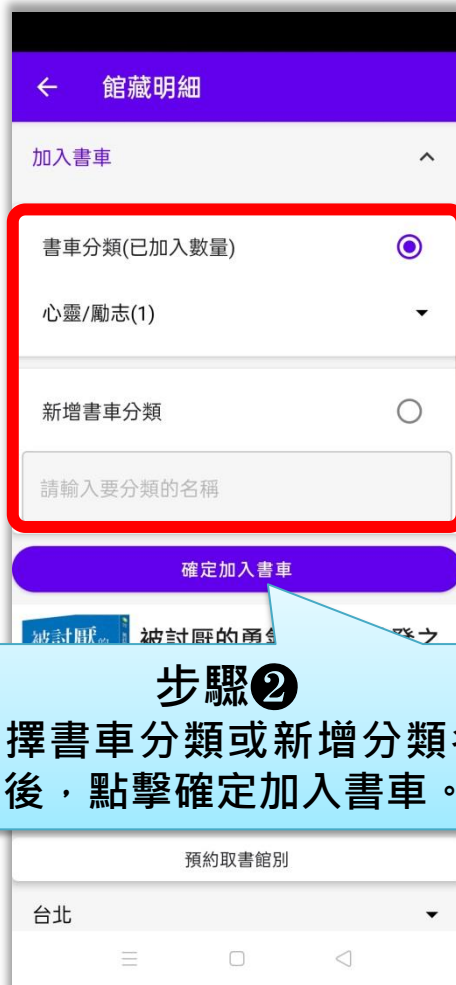 館藏明細
加入書車
書車分類(已加入數量)
心靈/勵志(1)
新增書車分類
請輸入要分類的名稱
確定加入書車
被討厭的
被討厭的勇
步驟❷
擇書車分類或新增分類
後，點擊確定加入書車。
預約取書館別
台北